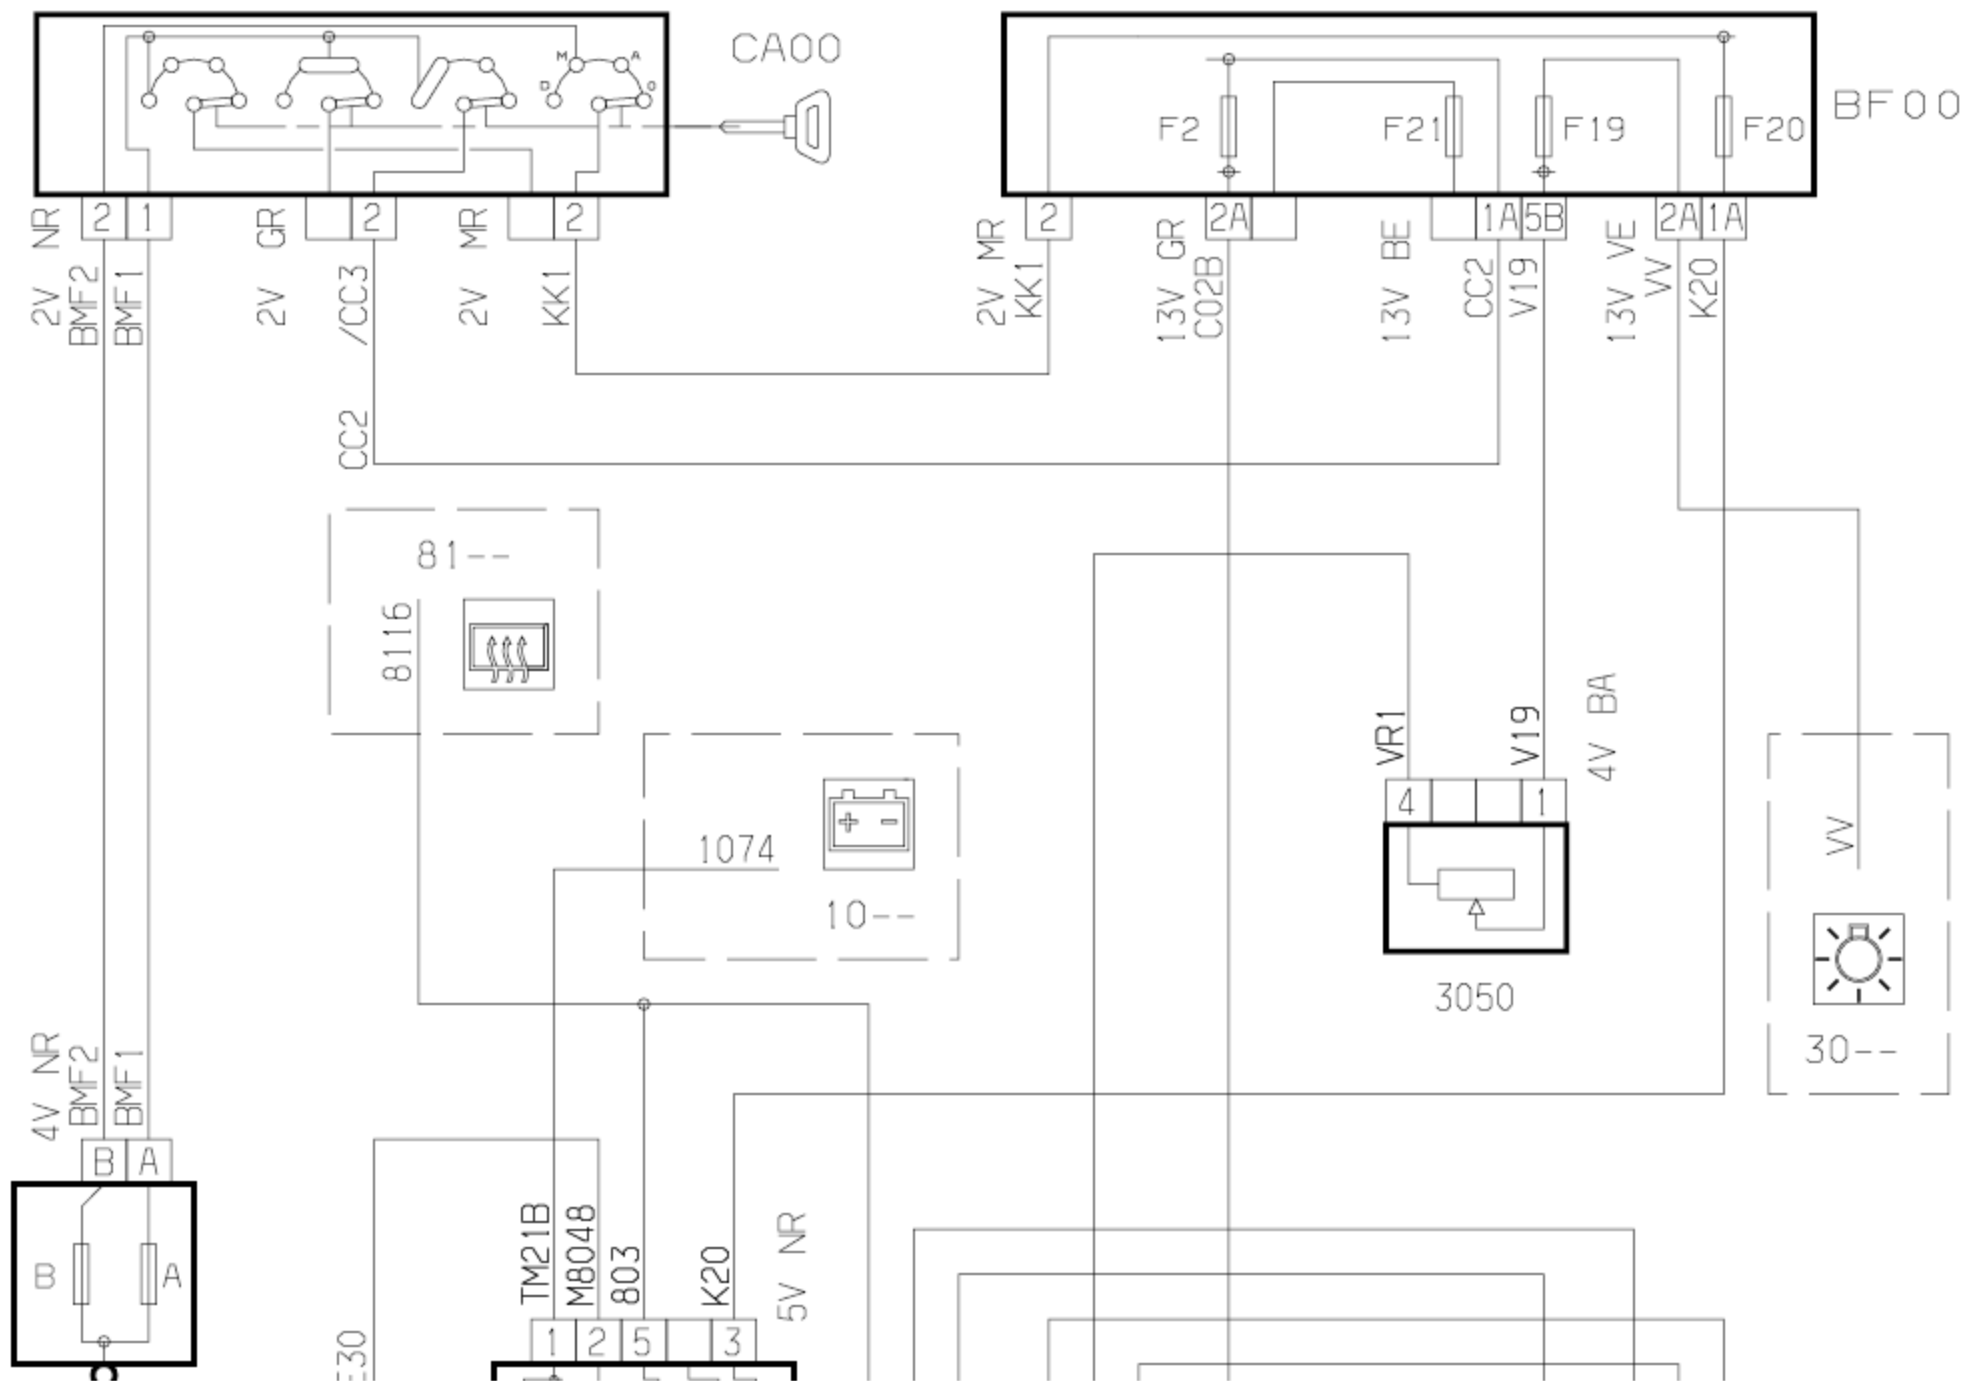 CA00
M A
D O
BF00
F2 F21 F19 F20
2 1 2 2
2 2A 1A 5B 2A 1A
2V NR
BMF2
BMF1
2V GR
/CC3
2V MR
KK1
2V MR
KK1
13V GR
C02B
13V BE
CC2
V19
13V VE
VV
K20
CC2
81--
8116
1074
10--
VR1
V19
4V BA
4 1
3050
VV
30--
4V NR
BMF2
BMF1
B A
B A
E30
TM21B
M8048
803
K20
5V NR
1 2 5 3